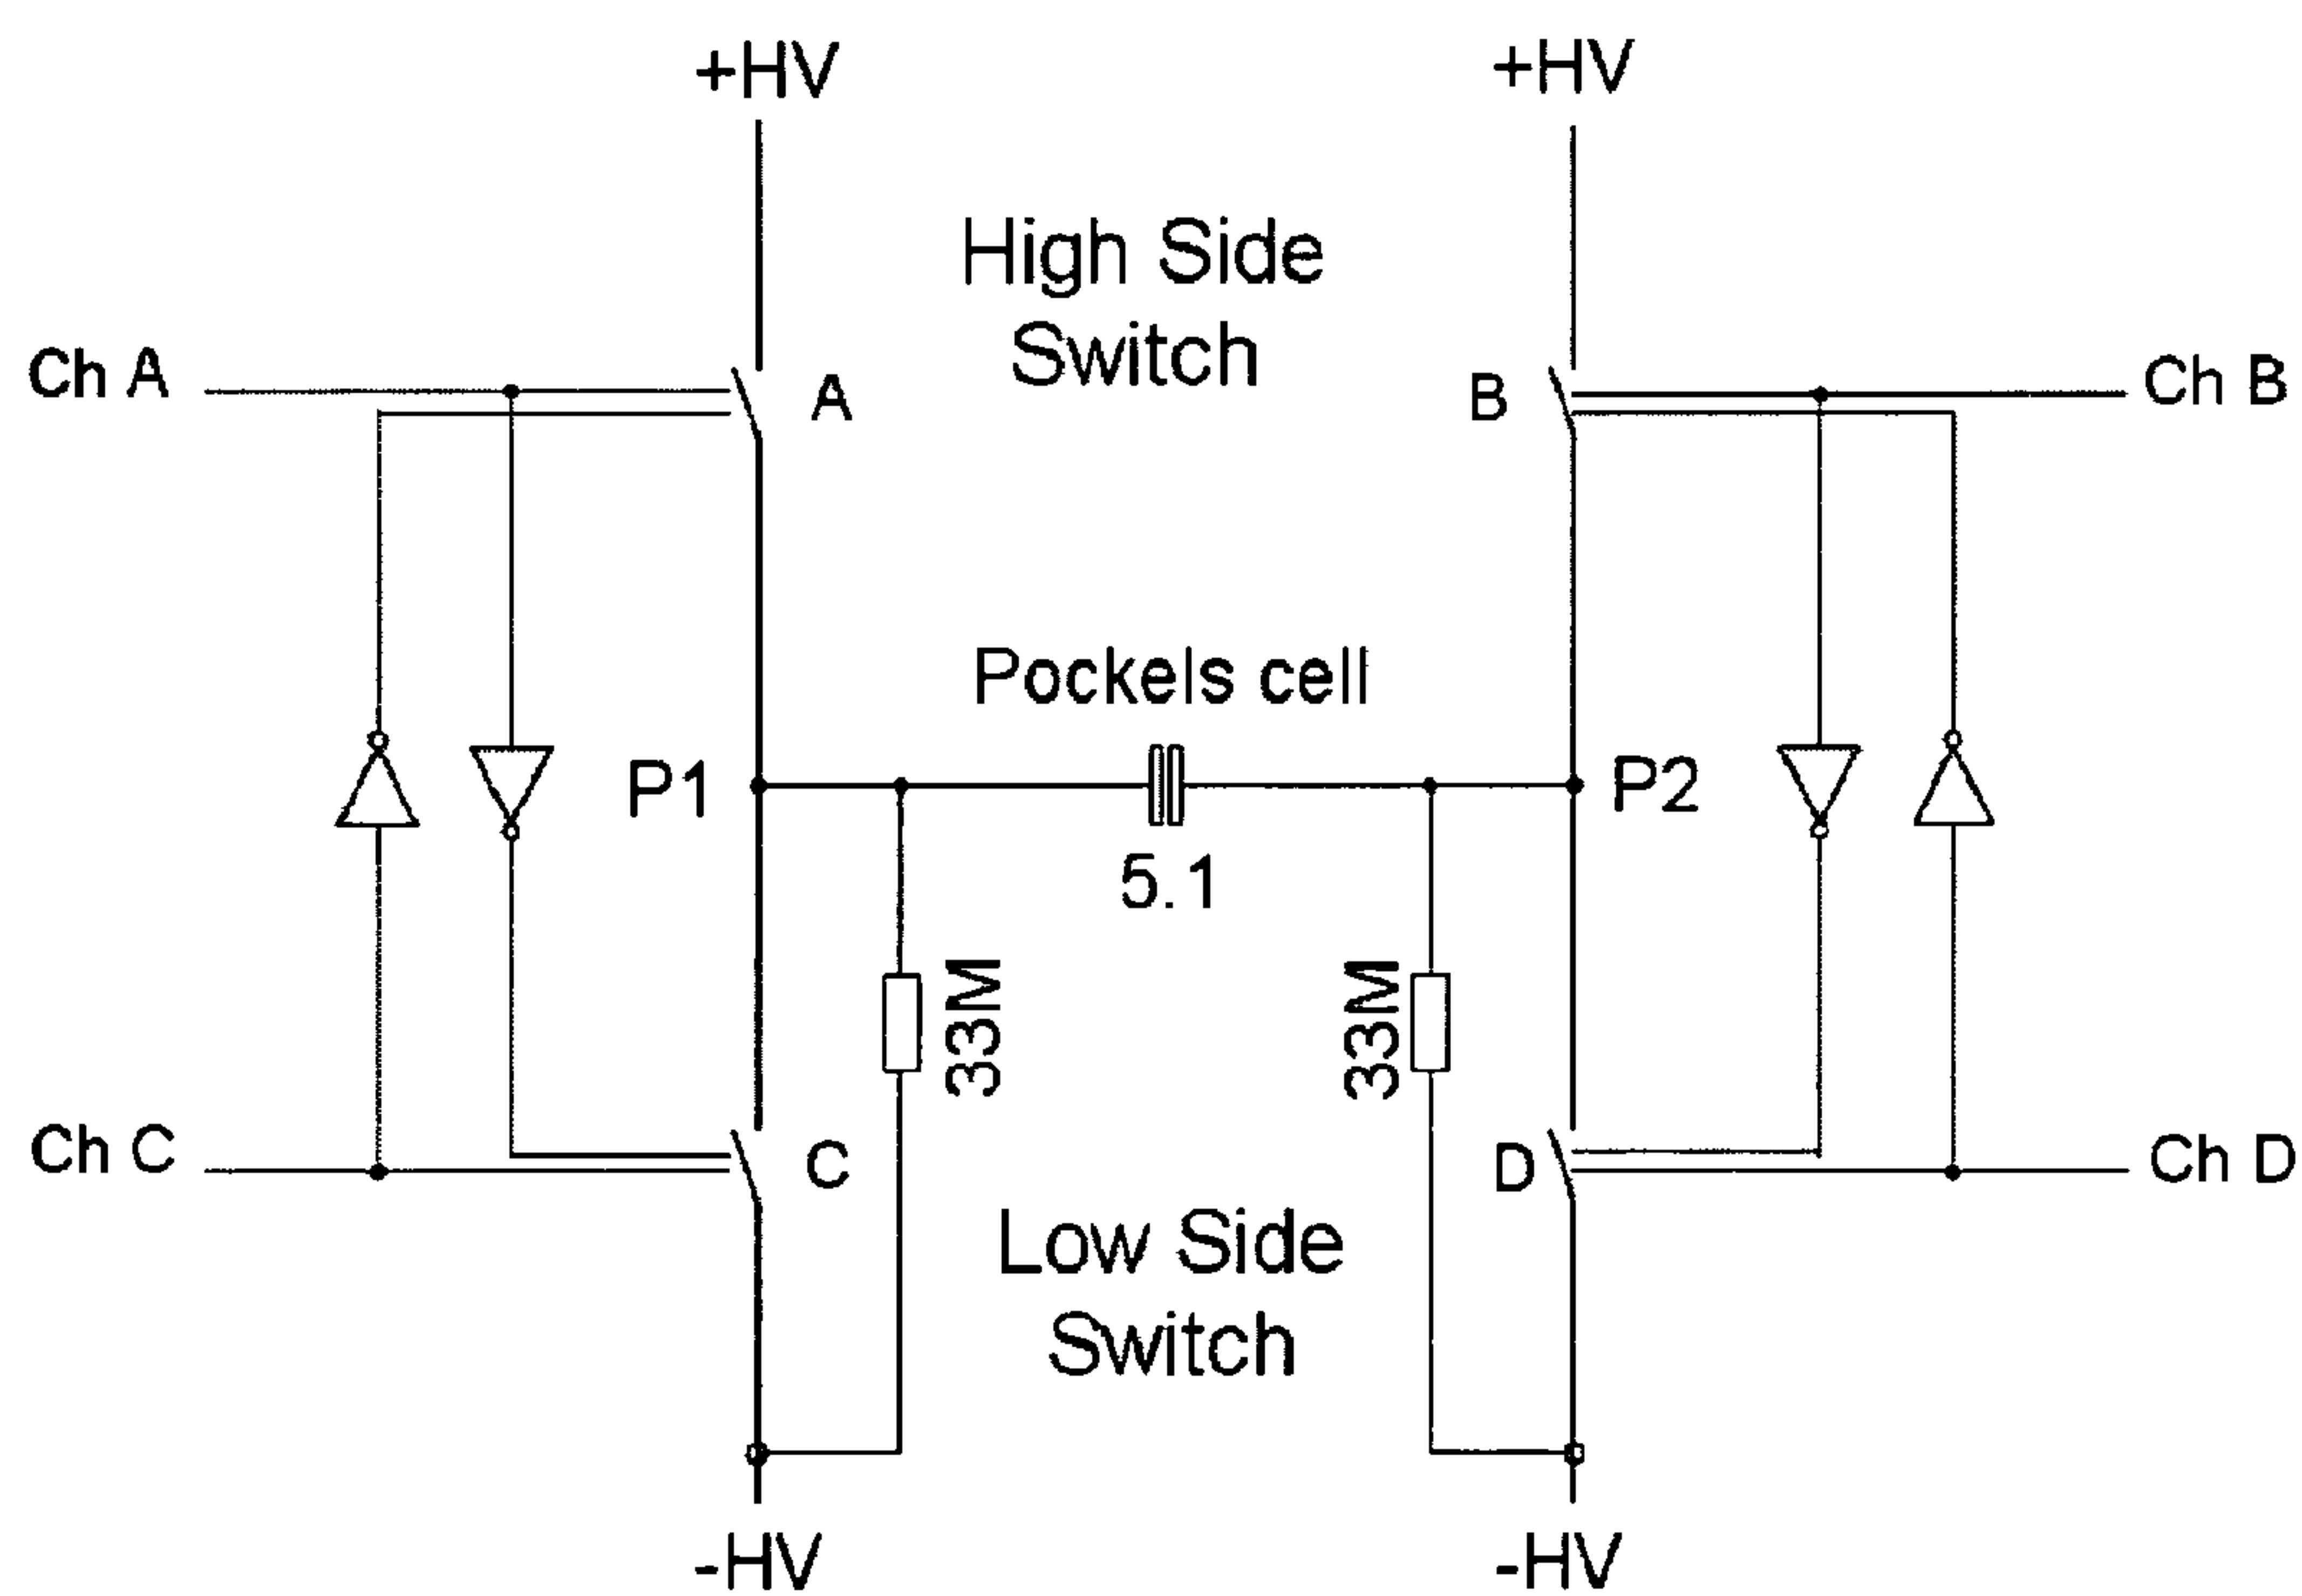 +HV
+HV
High Side
Switch
Ch A
A
B
Ch B
Pockels cell
P1
P2
5.1
33M
33M
Ch C
C
D
Ch D
Low Side
Switch
-HV
-HV